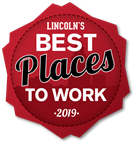 LINCOLN'S
BEST
Places
TO WORK
·2019·